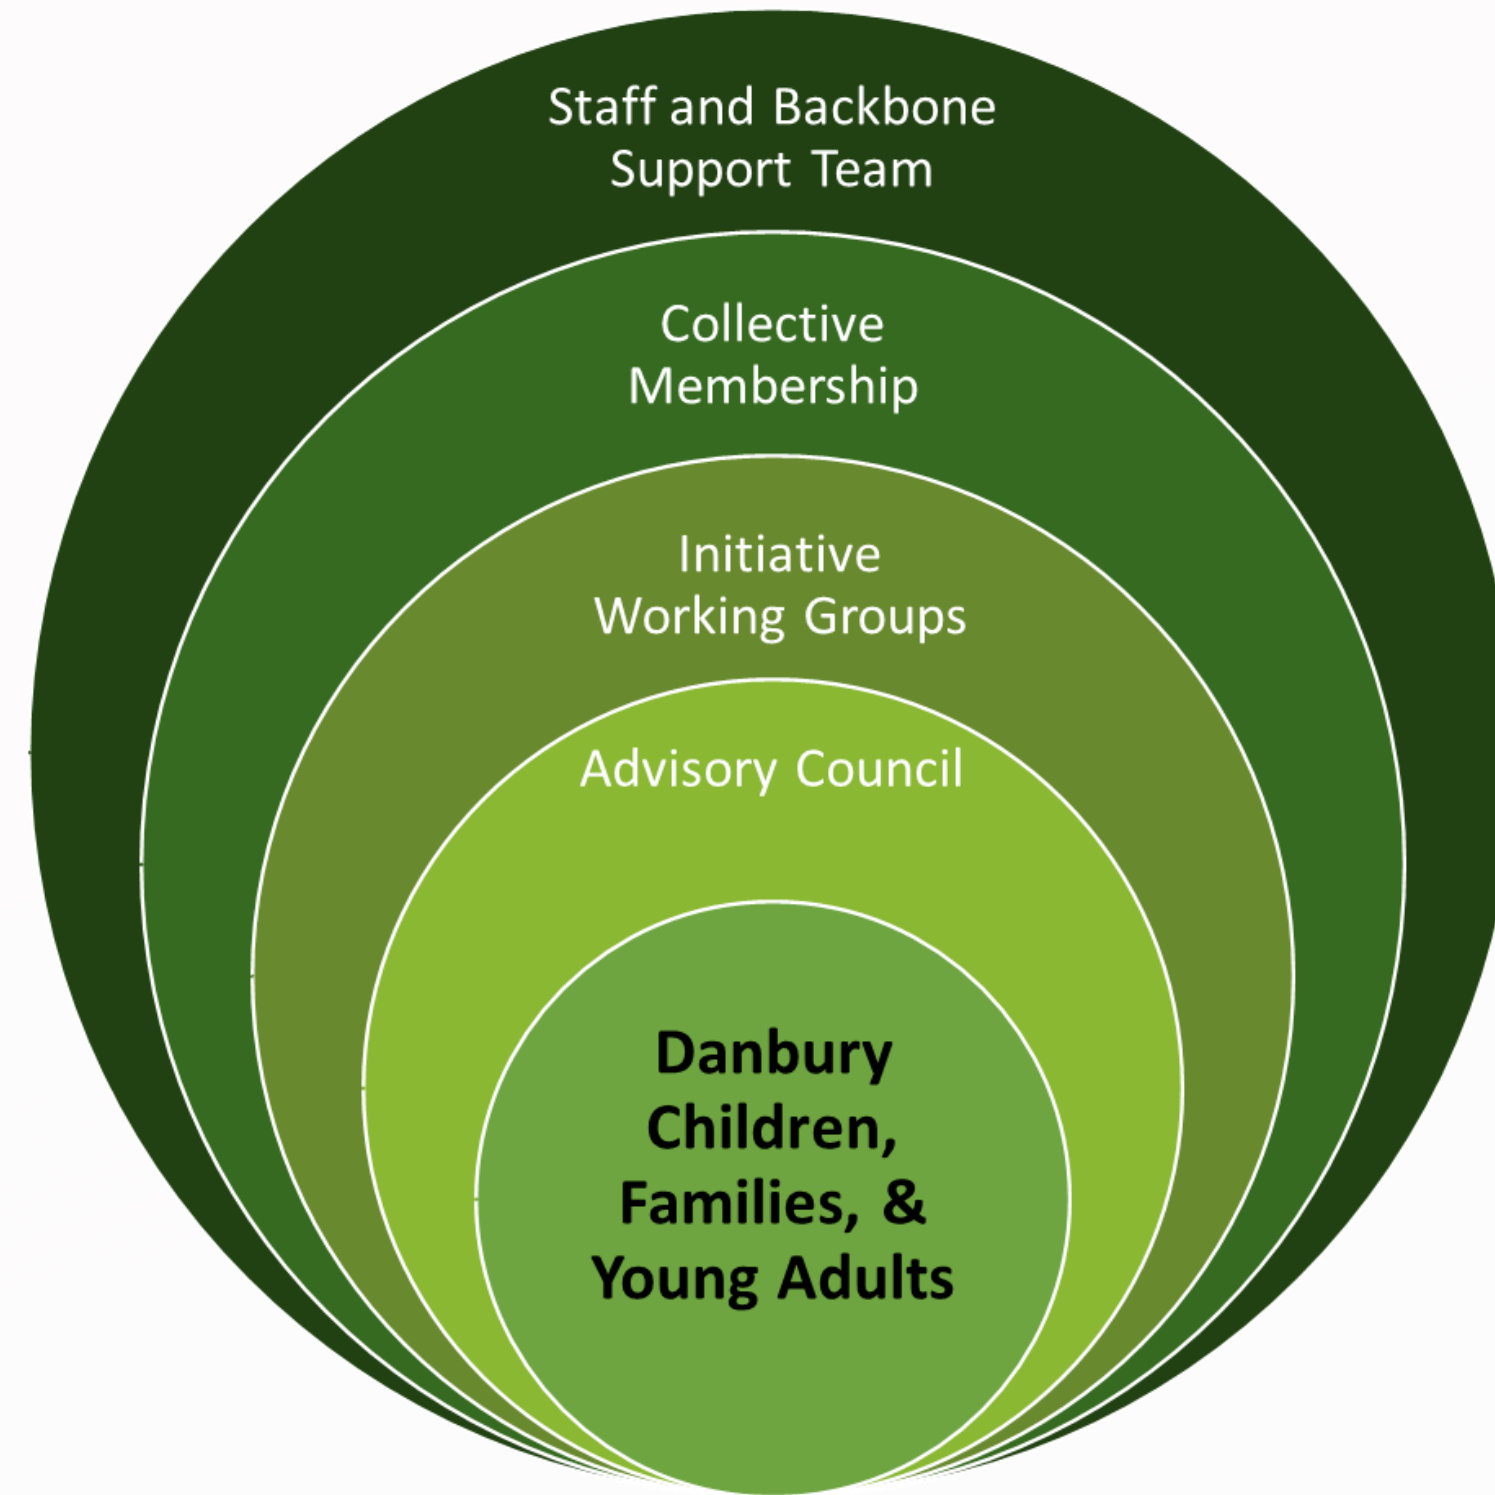 Staff and Backbone
Support Team
Collective
Membership
Initiative
Working Groups
Advisory Council
Danbury
Children,
Families, &
Young Adults